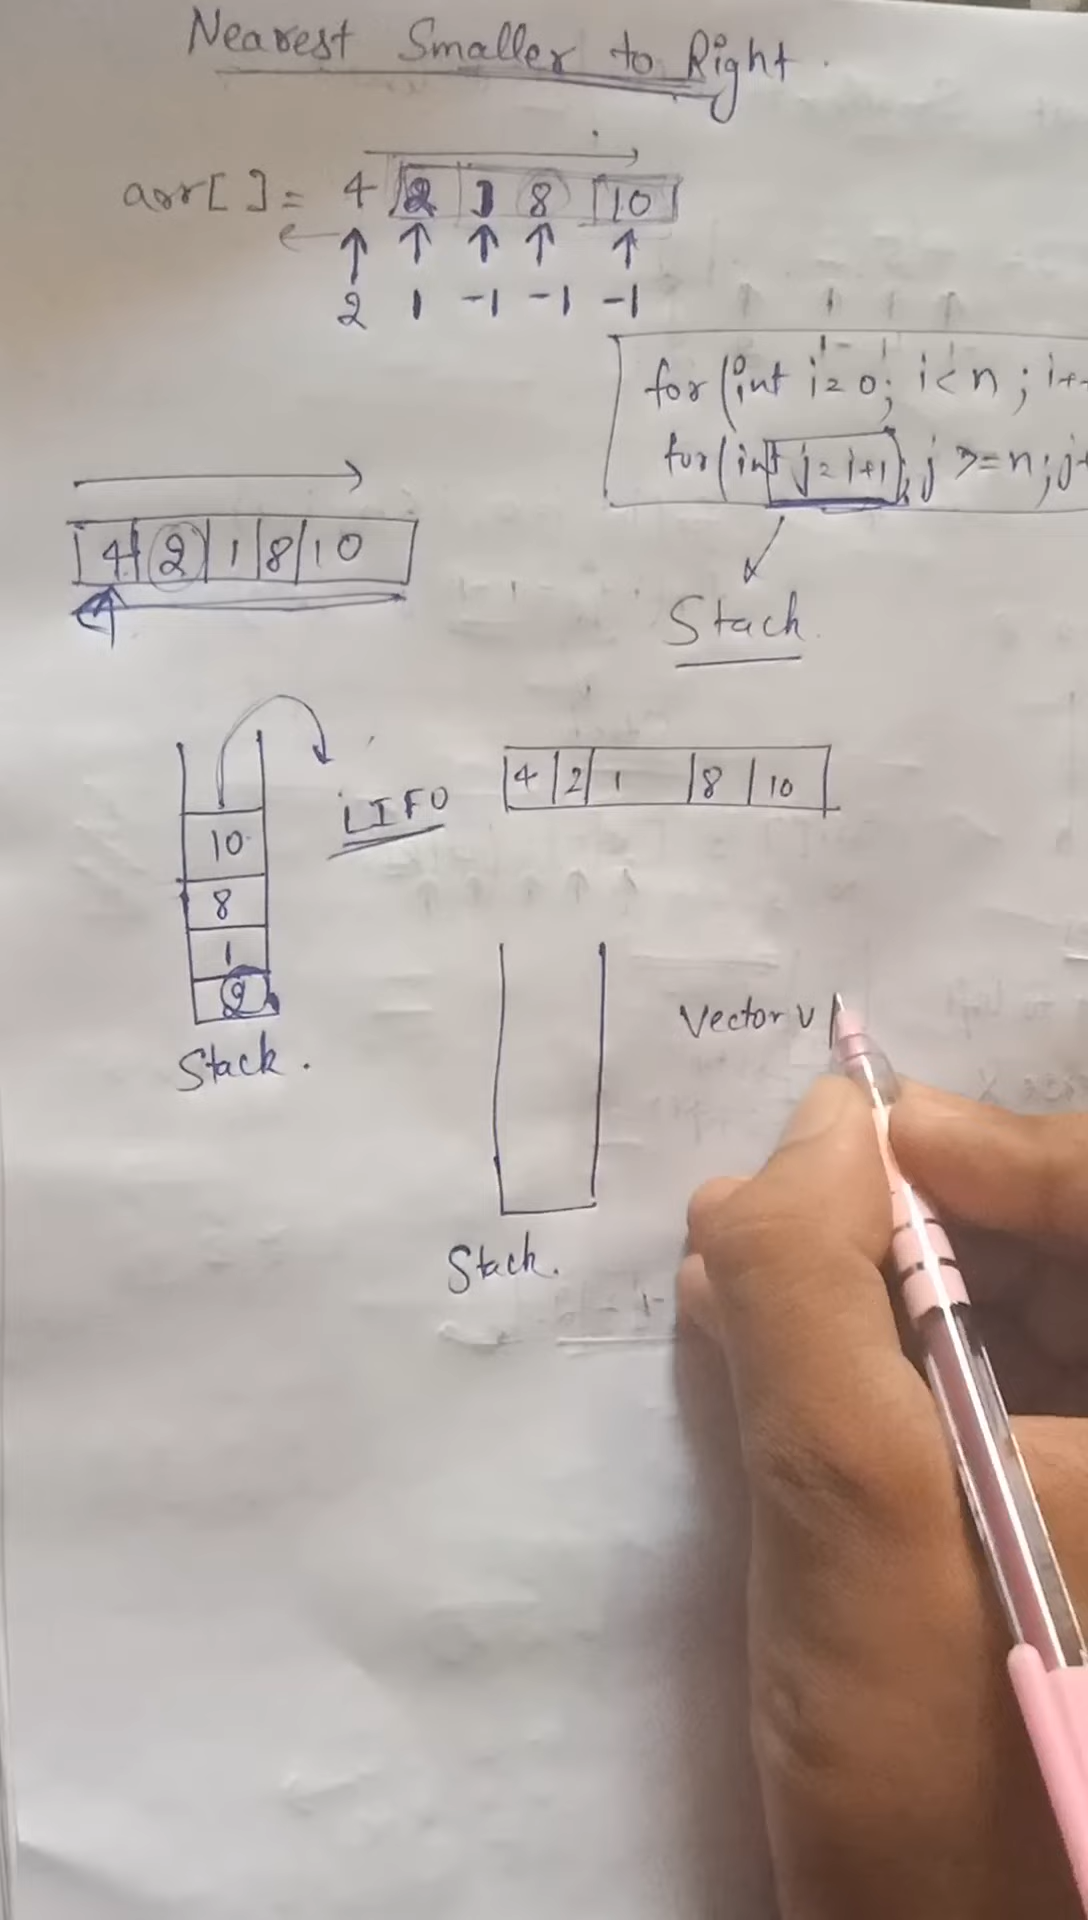 Nearest Smaller to Right.
arr[ ] = 4 2 1 8 10
2 1 -1 -1 -1
for (int i=0; i<n; i++
for (int j=i+1; j>=n; j+
4 2 1 8 10
Stack
LIFO
4 2 1 8 10
10
8
1
2
Stack.
Vector v
Stack.